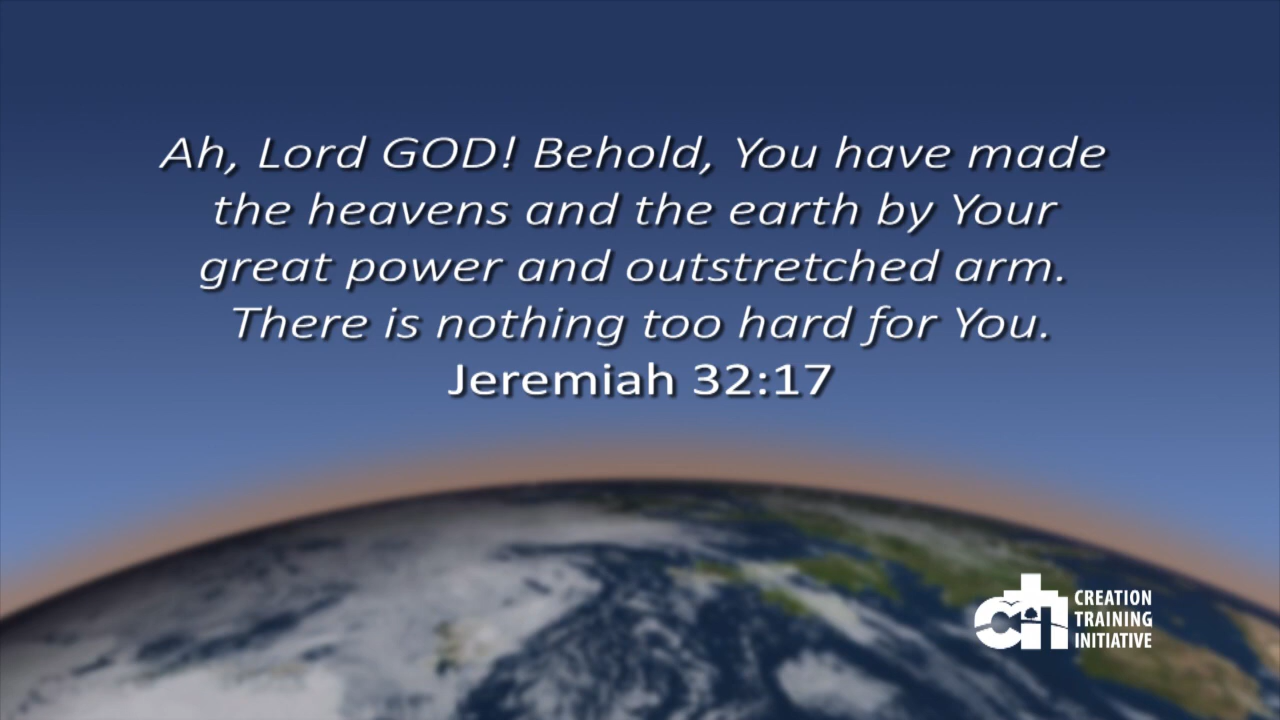 Ah, Lord GOD! Behold, You have made
the heavens and the earth by Your
great power and outstretched arm.
There is nothing too hard for You.
Jeremiah 32:17
CREATION
TRAINING
INITIATIVE